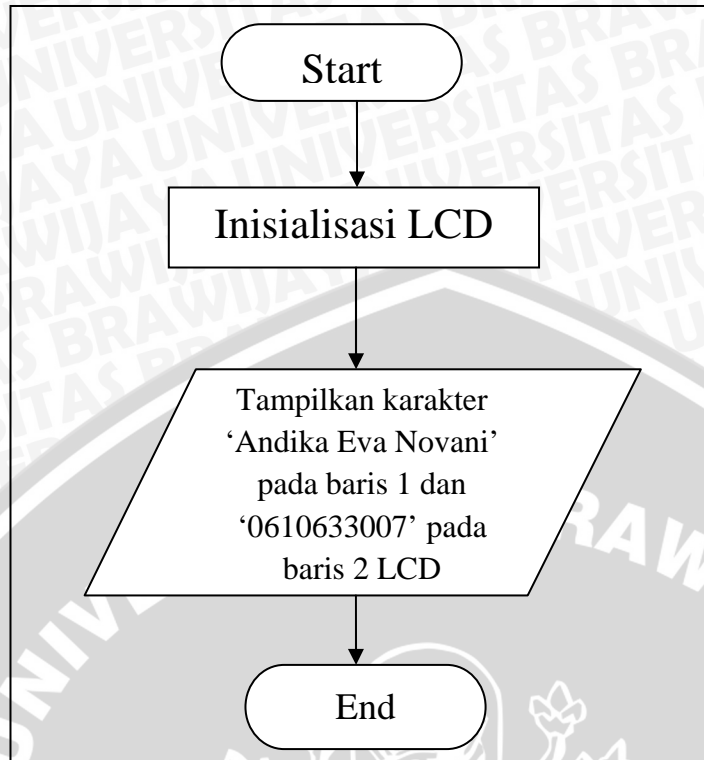 Start
Inisialisasi LCD
Tampilkan karakter
‘Andika Eva Novani’
pada baris 1 dan
‘0610633007’ pada
baris 2 LCD
End